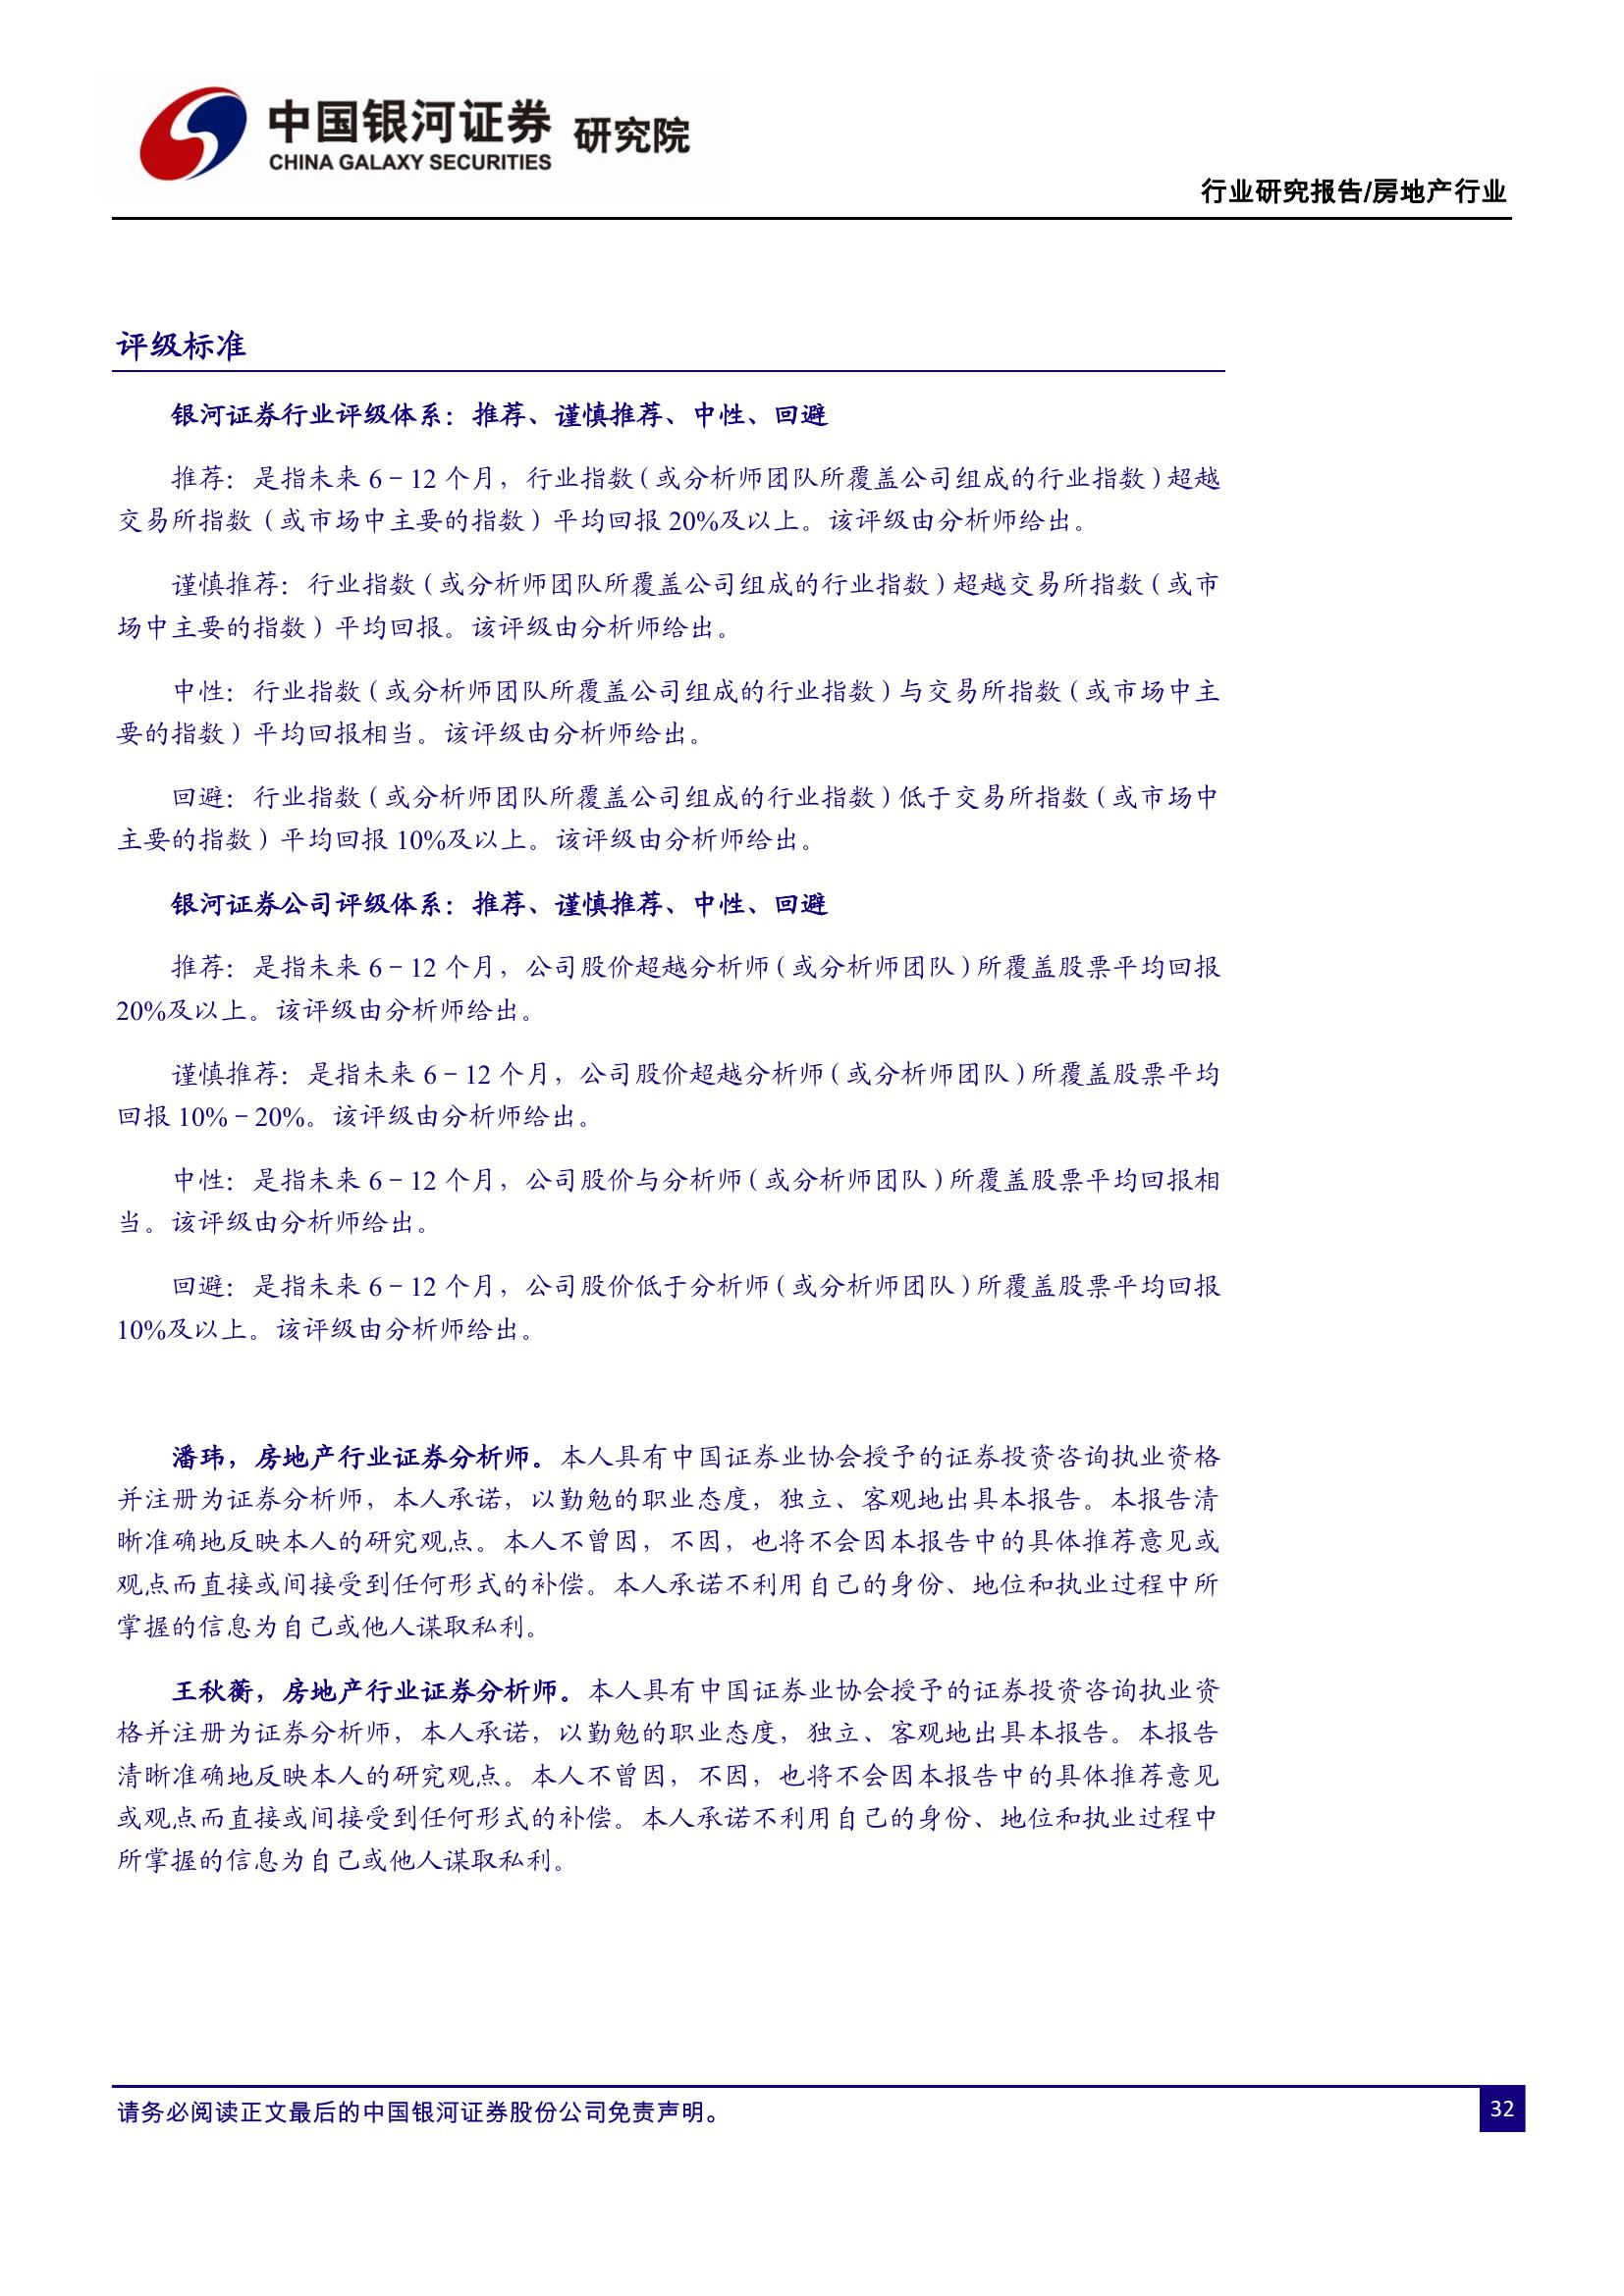 中国银河证券 研究院
CHINA GALAXY SECURITIES
行业研究报告/房地产行业
评级标准
银河证券行业评级体系：推荐、谨慎推荐、中性、回避
推荐：是指未来 6－12 个月，行业指数（或分析师团队所覆盖公司组成的行业指数）超越
交易所指数（或市场中主要的指数）平均回报 20%及以上。该评级由分析师给出。
谨慎推荐：行业指数（或分析师团队所覆盖公司组成的行业指数）超越交易所指数（或市
场中主要的指数）平均回报。该评级由分析师给出。
中性：行业指数（或分析师团队所覆盖公司组成的行业指数）与交易所指数（或市场中主
要的指数）平均回报相当。该评级由分析师给出。
回避：行业指数（或分析师团队所覆盖公司组成的行业指数）低于交易所指数（或市场中
主要的指数）平均回报 10%及以上。该评级由分析师给出。
银河证券公司评级体系：推荐、谨慎推荐、中性、回避
推荐：是指未来 6－12 个月，公司股价超越分析师（或分析师团队）所覆盖股票平均回报
20%及以上。该评级由分析师给出。
谨慎推荐：是指未来 6－12 个月，公司股价超越分析师（或分析师团队）所覆盖股票平均
回报 10%－20%。该评级由分析师给出。
中性：是指未来 6－12 个月，公司股价与分析师（或分析师团队）所覆盖股票平均回报相
当。该评级由分析师给出。
回避：是指未来 6－12 个月，公司股价低于分析师（或分析师团队）所覆盖股票平均回报
10%及以上。该评级由分析师给出。
潘玮，房地产行业证券分析师。本人具有中国证券业协会授予的证券投资咨询执业资格
并注册为证券分析师，本人承诺，以勤勉的职业态度，独立、客观地出具本报告。本报告清
晰准确地反映本人的研究观点。本人不曾因，不因，也将不会因本报告中的具体推荐意见或
观点而直接或间接受到任何形式的补偿。本人承诺不利用自己的身份、地位和执业过程中所
掌握的信息为自己或他人谋取私利。
王秋蘅，房地产行业证券分析师。本人具有中国证券业协会授予的证券投资咨询执业资
格并注册为证券分析师，本人承诺，以勤勉的职业态度，独立、客观地出具本报告。本报告
清晰准确地反映本人的研究观点。本人不曾因，不因，也将不会因本报告中的具体推荐意见
或观点而直接或间接受到任何形式的补偿。本人承诺不利用自己的身份、地位和执业过程中
所掌握的信息为自己或他人谋取私利。
请务必阅读正文最后的中国银河证券股份公司免责声明。
32